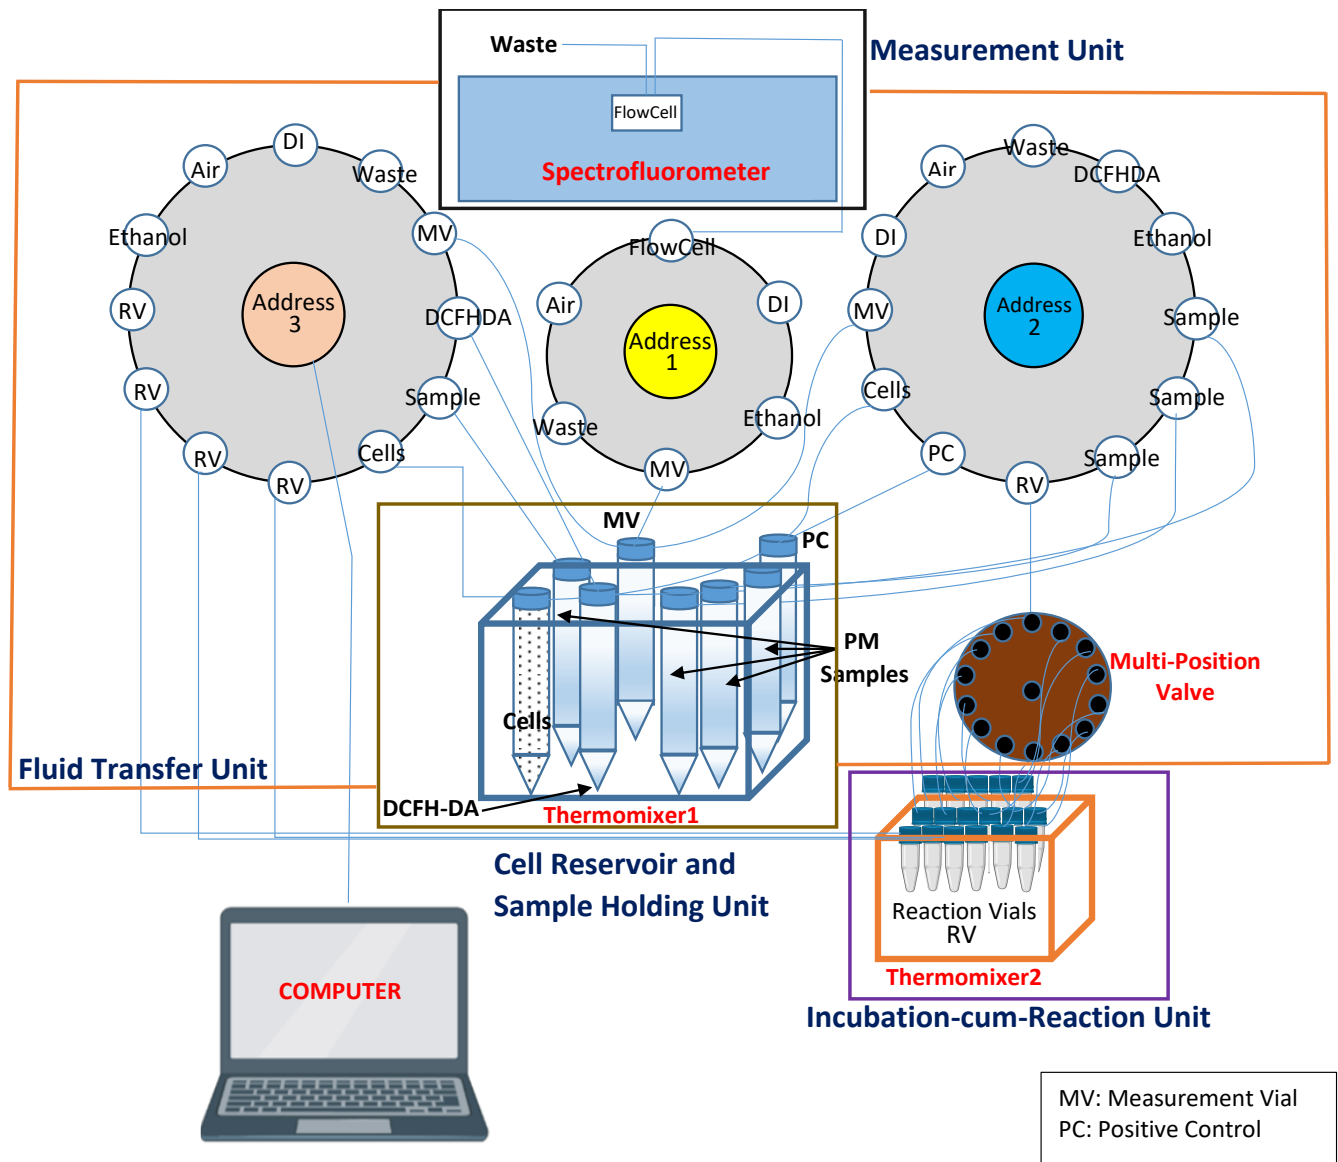 Waste
Measurement Unit
FlowCell
Spectrofluorometer
DI
Air
Waste
Ethanol
MV
RV
DCFHDA
RV
Sample
RV
Cells
RV
Address
3
FlowCell
Air
DI
Waste
Ethanol
MV
Address
1
Waste
Air
DCFHDA
DI
Ethanol
MV
Sample
Cells
Sample
PC
Sample
RV
Address
2
MV
PC
PM
Samples
Cells
DCFH-DA
Thermomixer1
Fluid Transfer Unit
Multi-Position
Valve
Cell Reservoir and
Sample Holding Unit
Reaction Vials
RV
Thermomixer2
Incubation-cum-Reaction Unit
COMPUTER
MV: Measurement Vial
PC: Positive Control